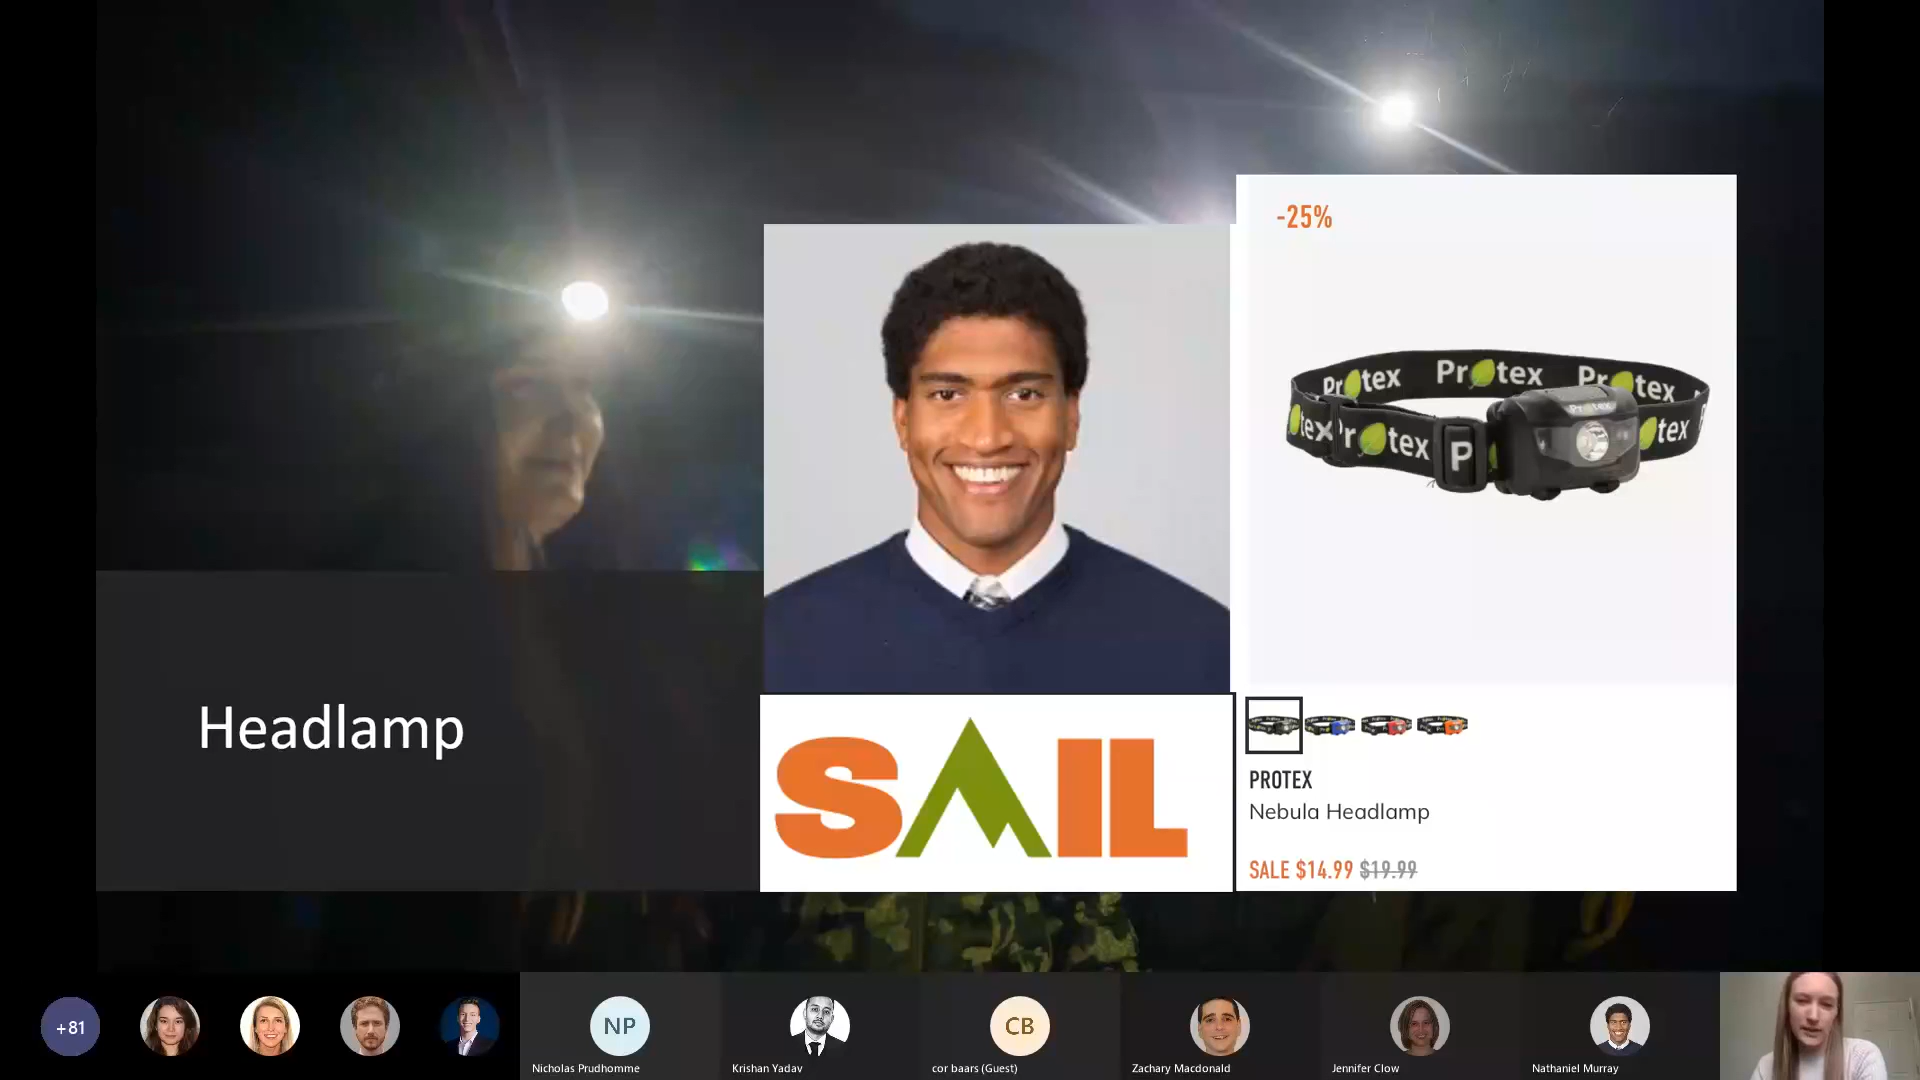 -25%
Protex Protex Protex
tex Protex P tex
Protex
Headlamp
SAIL
PROTEX
Nebula Headlamp
SALE $14.99 $19.99
+81
NP
CB
Nicholas Prudhomme
Krishan Yadav
cor baars (Guest)
Zachary Macdonald
Jennifer Clow
Nathaniel Murray